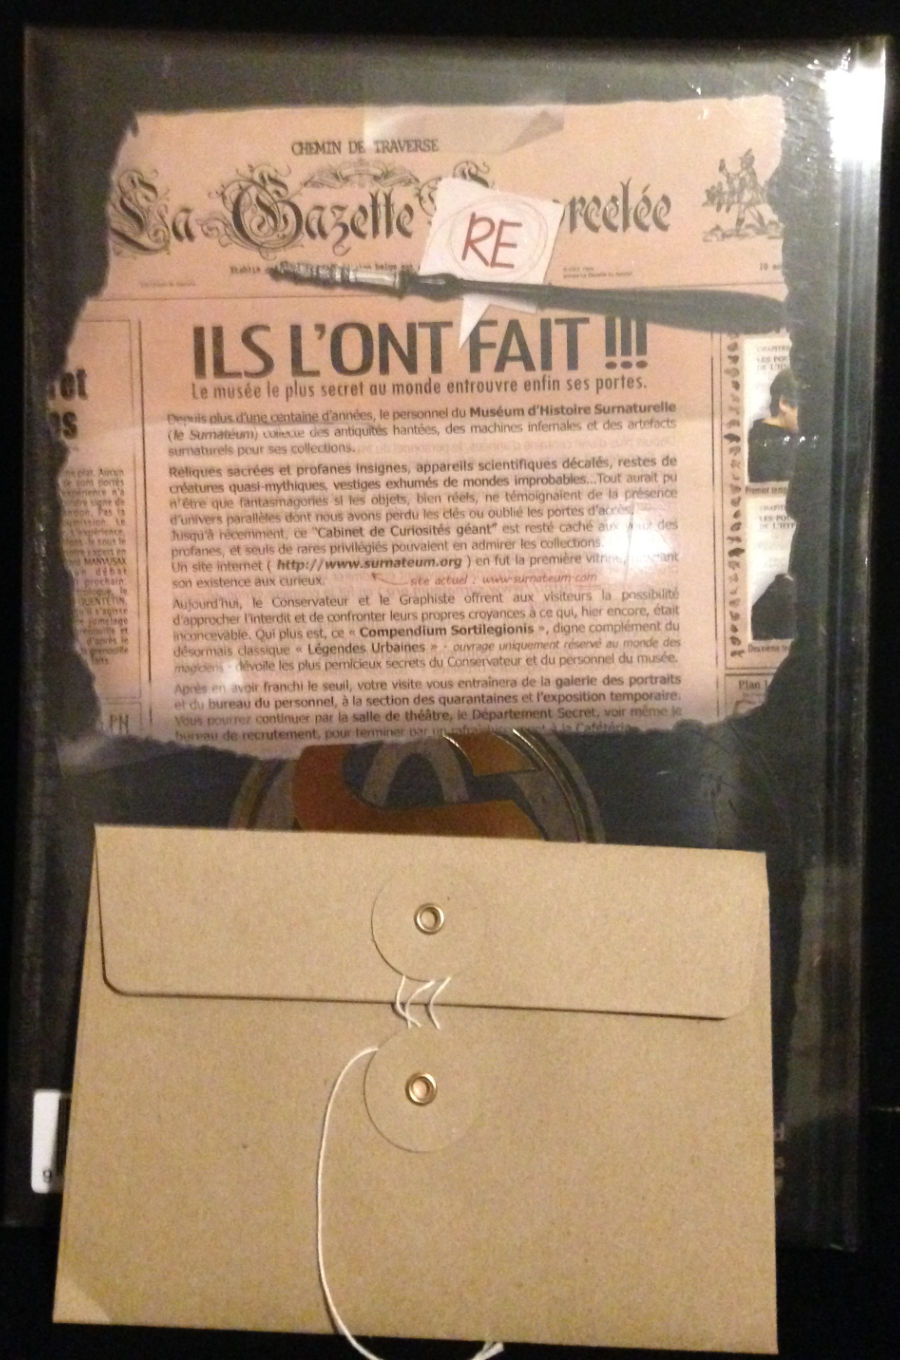 CHEMIN DE TRAVERSE
La Gazette rcelée
RE
ILS L'ONT FAIT !!!
Le musée le plus secret au monde entrouvre enfin ses portes.
Depuis plus d'une centaine d'années, le personnel du Muséum d'Histoire Surnaturelle
(le Surnatéum) collecte des antiquités hantées, des machines infernales et des artefacts
surnaturels pour ses collections.
Reliques sacrées et profanes insignes, appareils scientifiques décalés, restes de
créatures quasi-mythiques, vestiges exhumés de mondes improbables...Tout aurait pu
n'être que fantasmagories si les objets, bien réels, ne témoignaient de la présence
d'univers parallèles dont nous avons perdu les clés ou oublié les portes d'accès.
Jusqu'à récemment, ce "Cabinet de Curiosités géant" est resté caché aux yeux des
profanes, et seuls de rares privilégiés pouvaient en admirer les collections.
Un site internet ( http://www.surnateum.org ) en fut la première vitrine,
son existence aux curieux.
site actuel : www.surnateum.com
Aujourd'hui, le Conservateur et le Graphiste offrent aux visiteurs la possibilité
d'approcher l'interdit et de confronter leurs propres croyances à ce qui, hier encore, était
inconcevable. Qui plus est, ce « Compendium Sortilegionis », digne complément du
désormais classique « Légendes Urbaines » - ouvrage uniquement réservé au monde des
magiciens - dévoile les plus pernicieux secrets du Conservateur et du personnel du musée.
Après en avoir franchi le seuil, votre visite vous entraînera de la galerie des portraits
et du bureau du personnel, à la section des quarantaines et l'exposition temporaire.
Vous pourrez continuer par la salle de théâtre, le Département Secret, voir même le
bureau de recrutement, pour terminer par un rafraîchissement à la Cafétéria